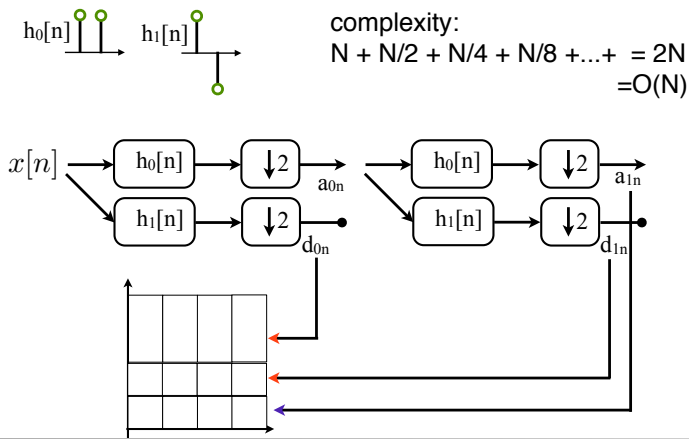 complexity:
h₀[n] h₁[n] N + N/2 + N/4 + N/8 +...+ = 2N
=O(N)
x[n] h₀[n] ↓2 h₀[n] ↓2
a₀ₙ a₁ₙ
h₁[n] ↓2 h₁[n] ↓2
d₀ₙ d₁ₙ